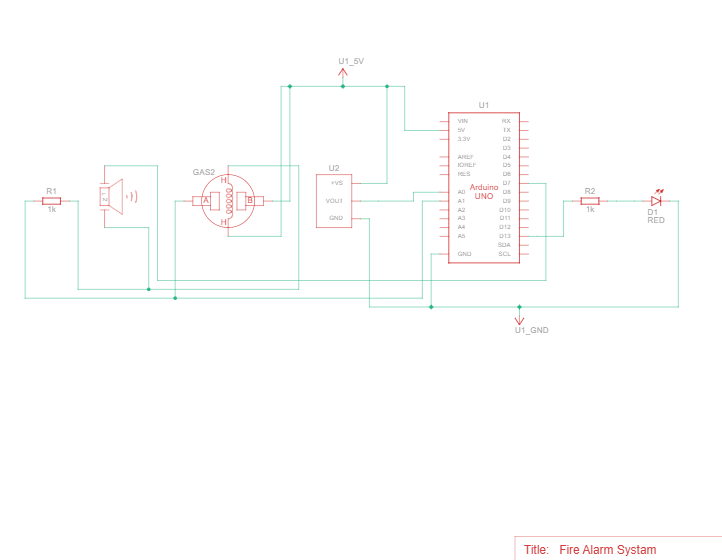 U1_5V
U1
GAS2
U2
R1
R2
D1
RED
1k
1k
H
A
B
H
+VS
VOUT
GND
VIN
5V
3.3V
AREF
IOREF
RES
A0
A1
A2
A3
A4
A5
GND
Arduino
UNO
RX
TX
D2
D3
D4
D5
D6
D7
D8
D9
D10
D11
D12
D13
SDA
SCL
U1_GND
Title: Fire Alarm Systam